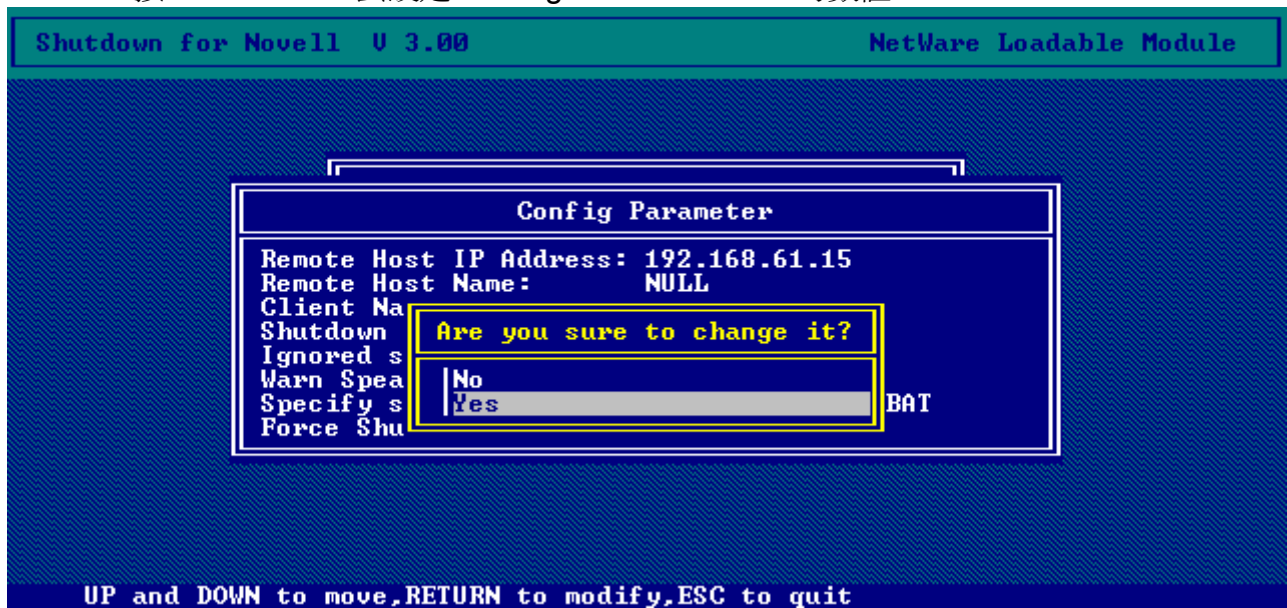 Shutdown for Novell V 3.00 NetWare Loadable Module
Config Parameter
Remote Host IP Address: 192.168.61.15
Remote Host Name: NULL
Client Na
Shutdown
Ignored s
Warn Spea
Specify s BAT
Force Shu
Are you sure to change it?
No
Yes
UP and DOWN to move,RETURN to modify,ESC to quit